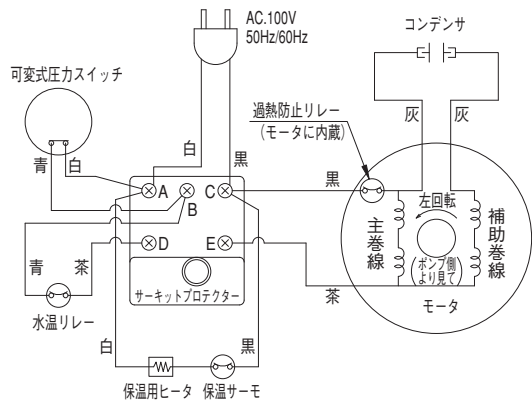 AC.100V
50Hz/60Hz
コンデンサ
可変式圧力スイッチ
灰
灰
過熱防止リレー
(モータに内蔵)
白
黒
青
白
A
B
C
黒
左回転
主巻線
補助巻線
D
E
(ポンプ側
より見て)
モータ
青
茶
サーキットプロテクター
茶
水温リレー
白
黒
保温用ヒータ
保温サーモ